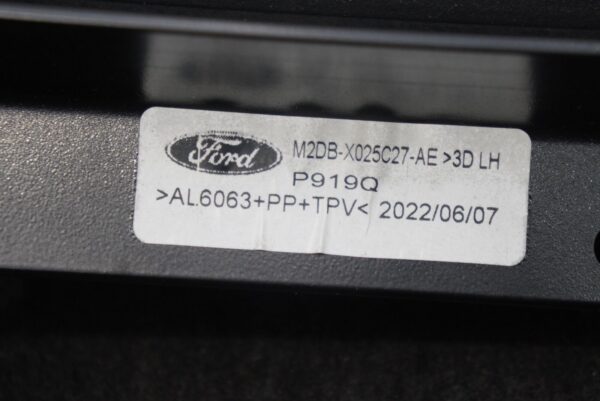 Ford
M2DB-X025C27-AE >3D LH
P919Q
>AL6063+PP+TPV< 2022/06/07